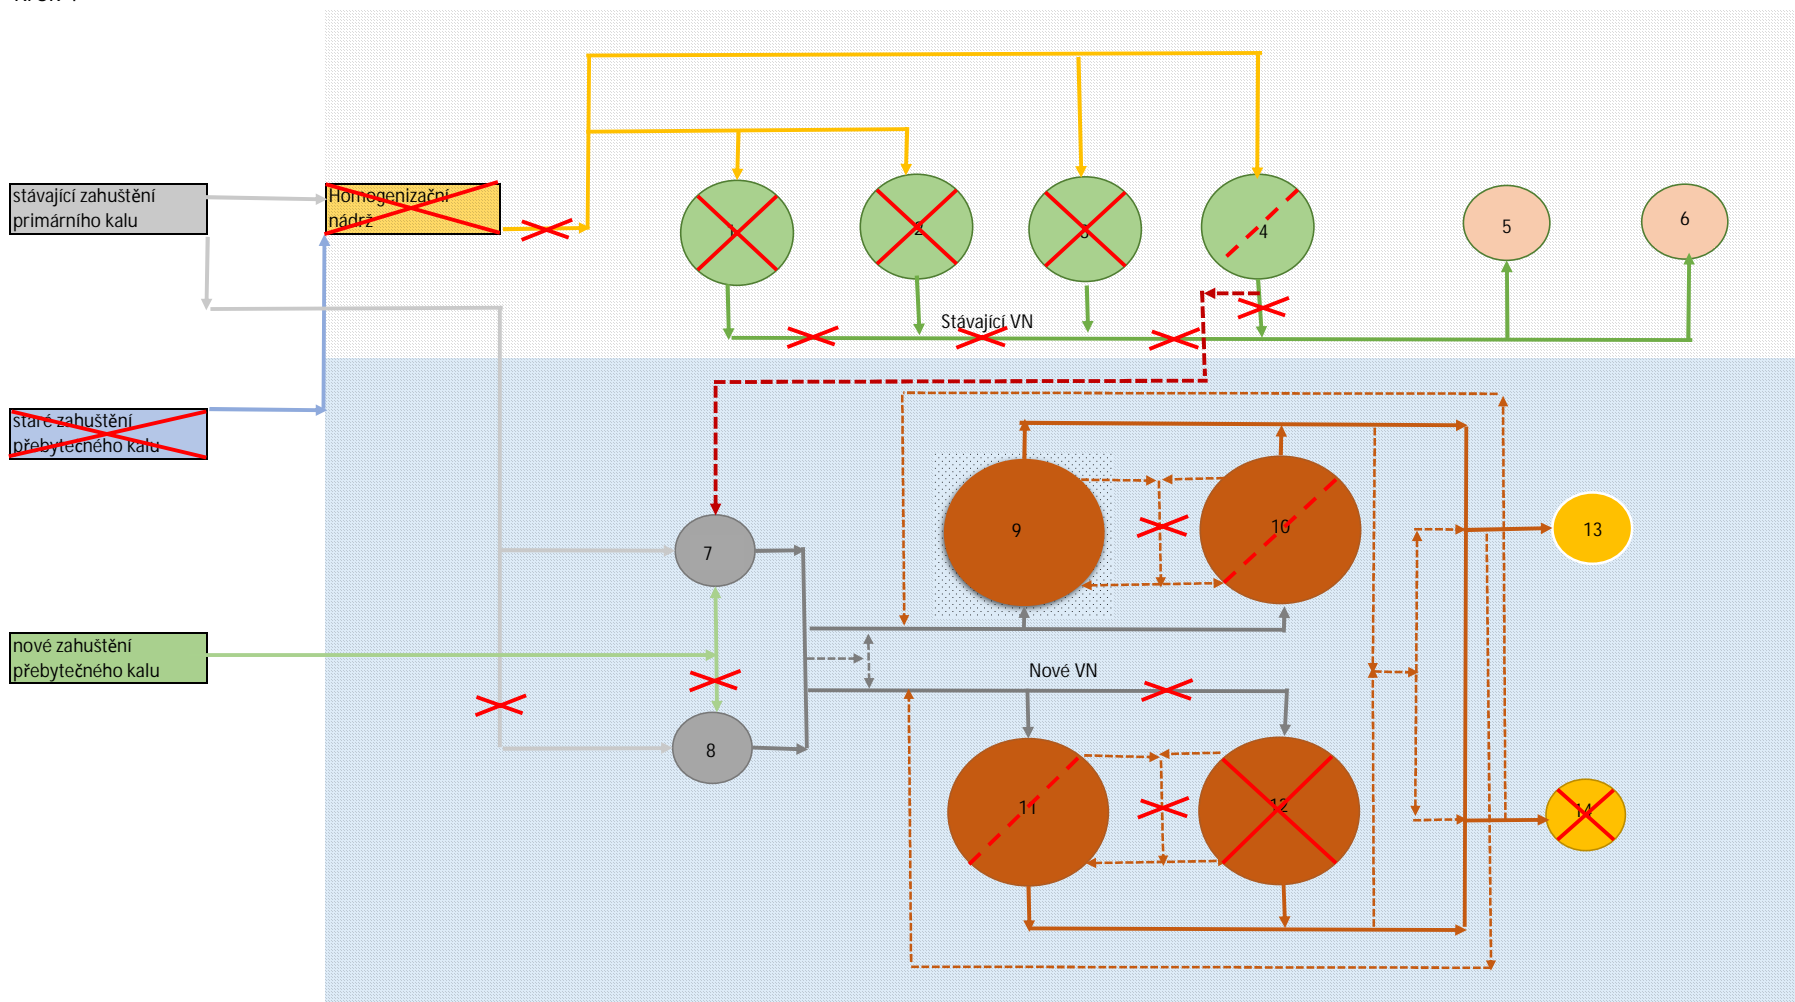 stávající zahuštění
primárního kalu
Homogenizační
nádrž
2
3
4
5
6
Stávající VN
staré zahuštění
přebytečného kalu
9
10
13
7
nové zahuštění
přebytečného kalu
Nové VN
8
11
12
14